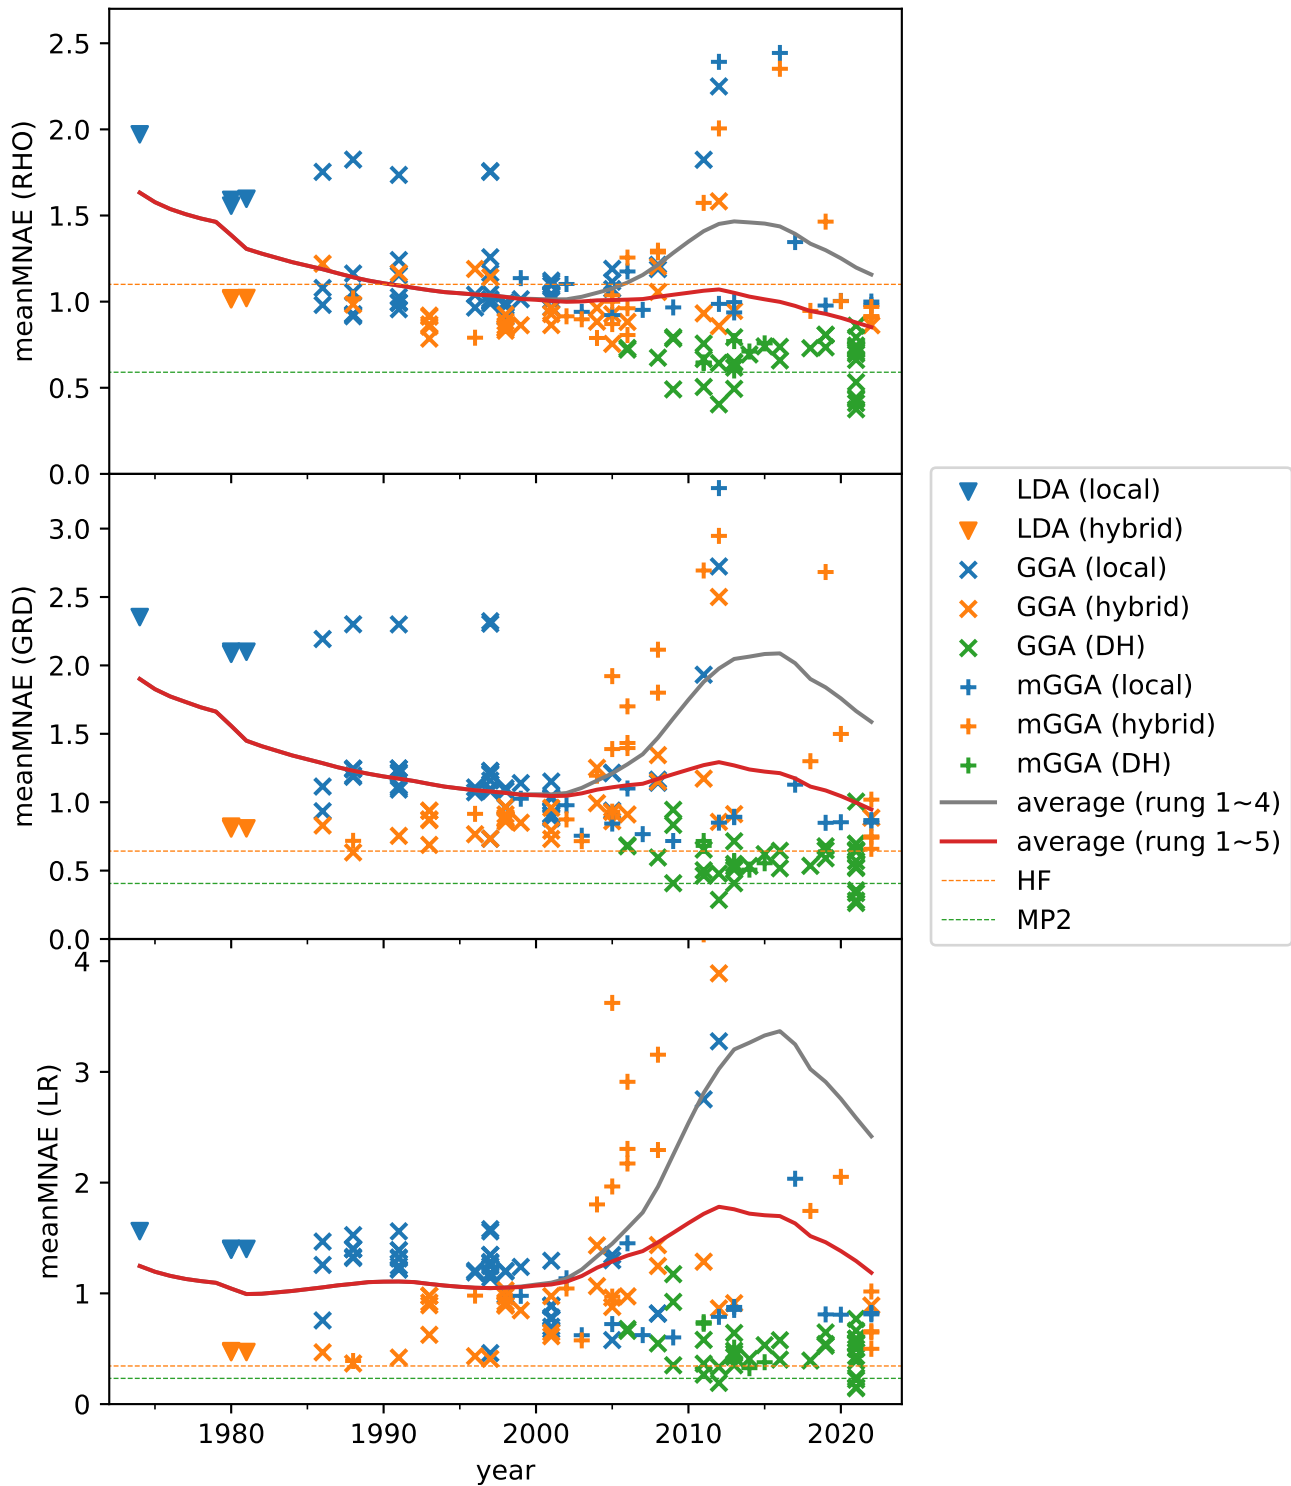 2.5
2.0
1.5
1.0
0.5
0.0
meanMNAE (RHO)
3.0
2.5
2.0
1.5
1.0
0.5
0.0
meanMNAE (GRD)
4
3
2
1
0
meanMNAE (LR)
1980 1990 2000 2010 2020
year
LDA (local)
LDA (hybrid)
GGA (local)
GGA (hybrid)
GGA (DH)
mGGA (local)
mGGA (hybrid)
mGGA (DH)
average (rung 1~4)
average (rung 1~5)
HF
MP2